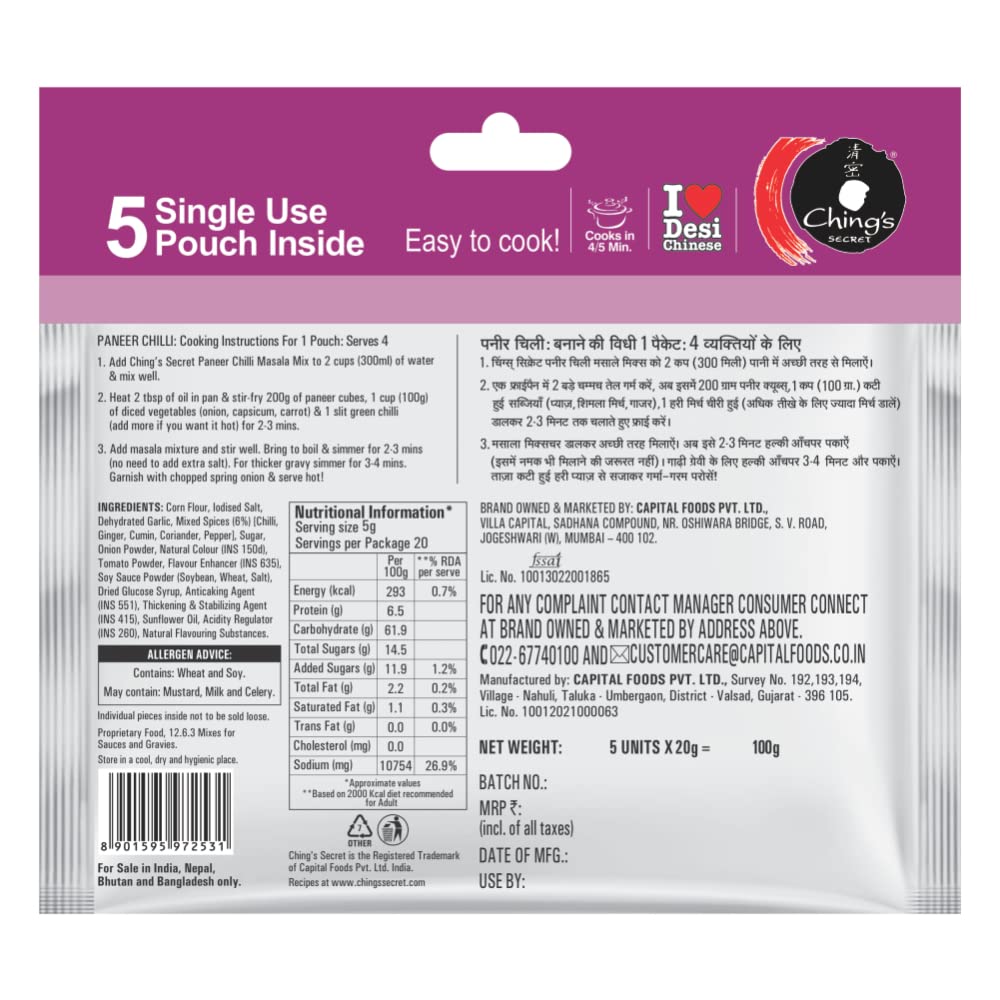 5 Single Use
Pouch Inside
Easy to cook!
Cooks in
4/5 Min.
I
Desi
Chinese
清
密
Ching's
SECRET
®
PANEER CHILLI: Cooking Instructions For 1 Pouch: Serves 4
1. Add Ching's Secret Paneer Chilli Masala Mix to 2 cups (300ml) of water
& mix well.
2. Heat 2 tbsp of oil in pan & stir-fry 200g of paneer cubes, 1 cup (100g)
of diced vegetables (onion, capsicum, carrot) & 1 slit green chilli
(add more if you want it hot) for 2-3 mins.
3. Add masala mixture and stir well. Bring to boil & simmer for 2-3 mins
(no need to add extra salt). For thicker gravy simmer for 3-4 mins.
Garnish with chopped spring onion & serve hot!
पनीर चिली: बनाने की विधी 1 पैकेट: 4 व्यक्तियों के लिए
1. चिंग्स् सिक्रेट पनीर चिली मसाले मिक्स को 2 कप (300 मिली) पानी में अच्छी तरह से मिलाएँ।
2. एक फ्राईपैन में 2 बड़े चम्मच तेल गर्म करें, अब इसमें 200 ग्राम पनीर क्यूब्स, 1 कप (100 ग्रा.) कटी
हुई सब्जियाँ (प्याज़, शिमला मिर्च, गाजर), 1 हरी मिर्च चीरी हुई (अधिक तीखे के लिए ज्यादा मिर्च डालें)
डालकर 2-3 मिनट तक चलाते हुए फ्राई करें।
3. मसाला मिक्सचर डालकर अच्छी तरह मिलाएँ। अब इसे 2-3 मिनट हल्की आँचपर पकाएँ
(इसमें नमक भी मिलाने की जरूरत नहीं)। गाढ़ी ग्रेवी के लिए हल्की आँचपर 3-4 मिनट और पकाएँ।
ताज़ा कटी हुई हरी प्याज़ से सजाकर गर्मा-गरम परोसें!
INGREDIENTS: Corn Flour, Iodised Salt,
Dehydrated Garlic, Mixed Spices (6%) [Chilli,
Ginger, Cumin, Coriander, Pepper], Sugar,
Onion Powder, Natural Colour (INS 150d),
Tomato Powder, Flavour Enhancer (INS 635),
Soy Sauce Powder (Soybean, Wheat, Salt),
Dried Glucose Syrup, Anticaking Agent
(INS 551), Thickening & Stabilizing Agent
(INS 415), Sunflower Oil, Acidity Regulator
(INS 260), Natural Flavouring Substances.
ALLERGEN ADVICE:
Contains: Wheat and Soy.
May contain: Mustard, Milk and Celery.
Individual pieces inside not to be sold loose.
Proprietary Food, 12.6.3 Mixes for
Sauces and Gravies.
Store in a cool, dry and hygienic place.
8 901595 972531
For Sale in India, Nepal,
Bhutan and Bangladesh only.
Nutritional Information*
Serving size 5g
Servings per Package 20
Per 100g **% RDA per serve
Energy (kcal) 293 0.7%
Protein (g) 6.5
Carbohydrate (g) 61.9
Total Sugars (g) 14.5
Added Sugars (g) 11.9 1.2%
Total Fat (g) 2.2 0.2%
Saturated Fat (g) 1.1 0.3%
Trans Fat (g) 0.0 0.0%
Cholesterol (mg) 0.0
Sodium (mg) 10754 26.9%
*Approximate values
**Based on 2000 Kcal diet recommended
for Adult
7
OTHER
Ching's Secret is the Registered Trademark
of Capital Foods Pvt. Ltd. India.
Recipes at www.chingssecret.com
BRAND OWNED & MARKETED BY: CAPITAL FOODS PVT. LTD.,
VILLA CAPITAL, SADHANA COMPOUND, NR. OSHIWARA BRIDGE, S. V. ROAD,
JOGESHWARI (W), MUMBAI – 400 102.
fssai
Lic. No. 10013022001865
FOR ANY COMPLAINT CONTACT MANAGER CONSUMER CONNECT
AT BRAND OWNED & MARKETED BY ADDRESS ABOVE.
022-67740100 AND CUSTOMERCARE@CAPITALFOODS.CO.IN
Manufactured by: CAPITAL FOODS PVT. LTD., Survey No. 192,193,194,
Village - Nahuli, Taluka - Umbergaon, District - Valsad, Gujarat - 396 105.
Lic. No. 10012021000063
NET WEIGHT: 5 UNITS X 20g = 100g
BATCH NO.:
MRP ₹:
(incl. of all taxes)
DATE OF MFG.:
USE BY: